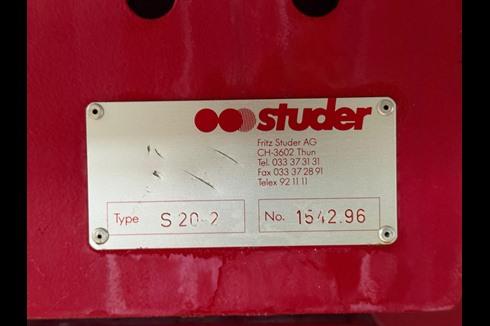 studer
Fritz Studer AG
CH-3602 Thun
Tel. 033 37 31 31
Fax 033 37 28 91
Telex 92 11 11
Type S 20-2 No. 1542.96